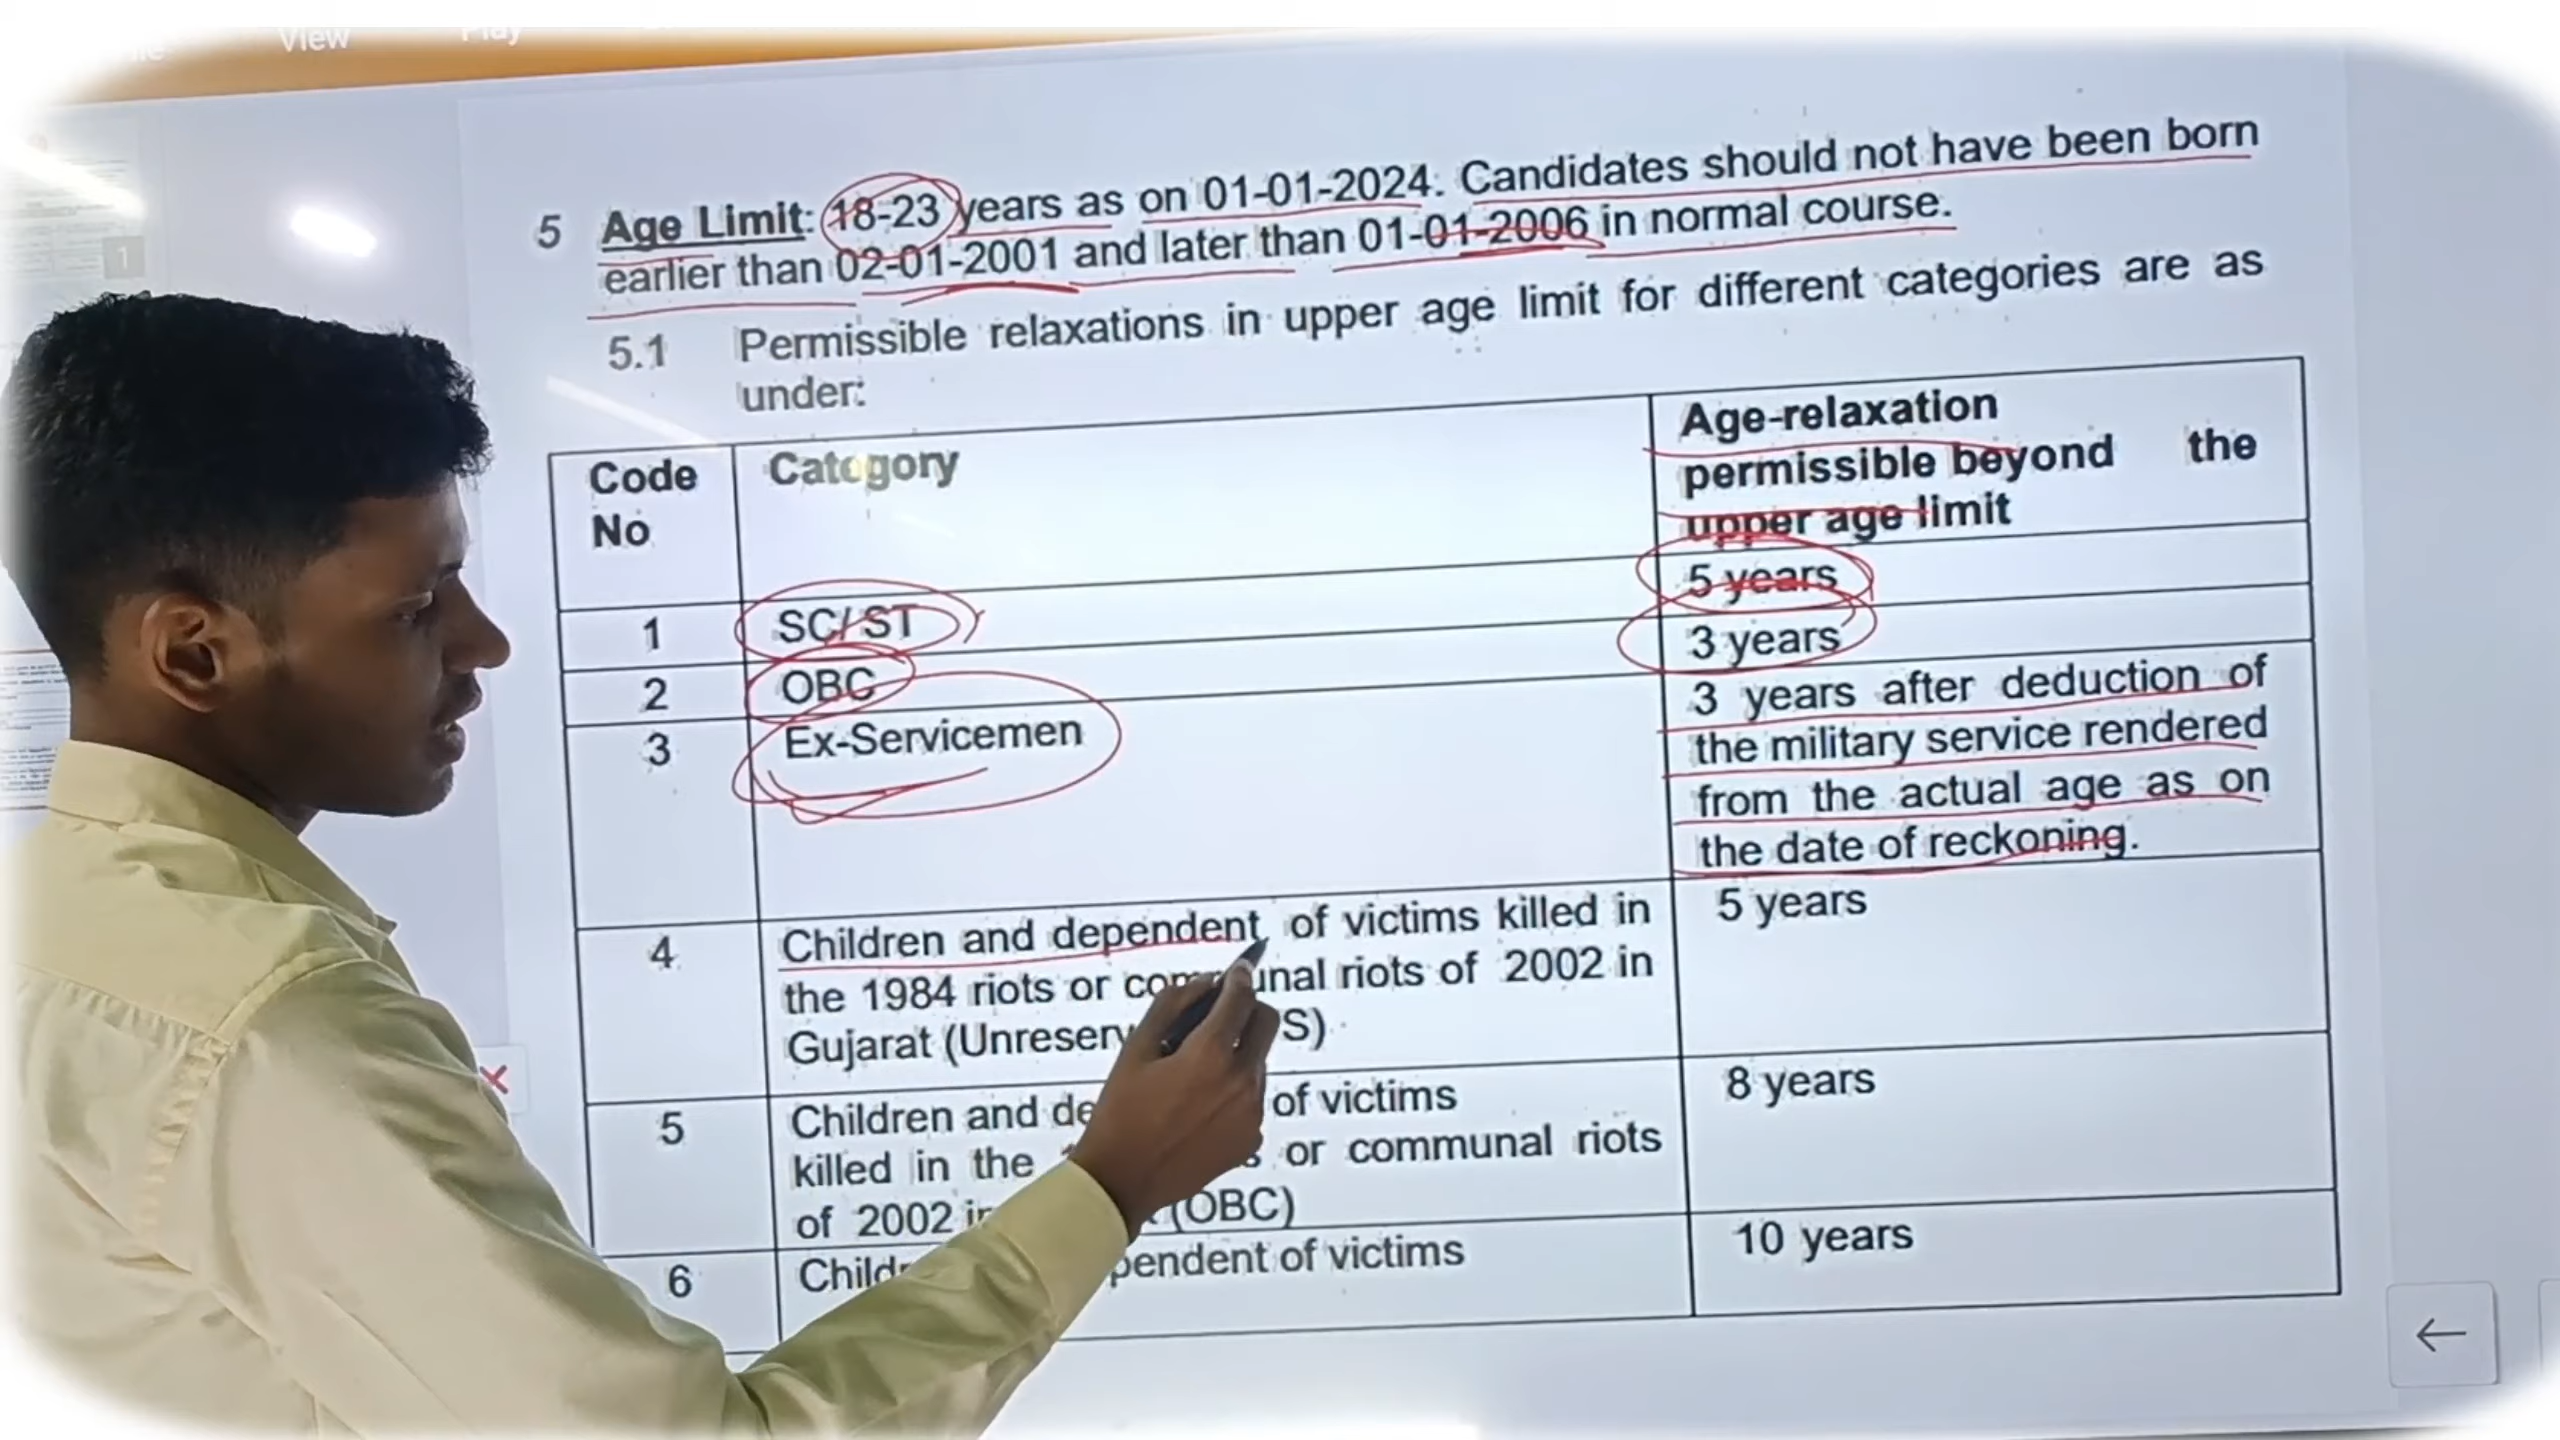 View Play
1
5 Age Limit: 18-23 years as on 01-01-2024. Candidates should not have been born
earlier than 02-01-2001 and later than 01-01-2006 in normal course.
5.1 Permissible relaxations in upper age limit for different categories are as
under:
Code No
Category
Age-relaxation
permissible beyond the
upper age limit
1 SC/ ST 5 years
2 OBC 3 years
3 Ex-Servicemen 3 years after deduction of
the military service rendered
from the actual age as on
the date of reckoning.
4 Children and dependent of victims killed in 5 years
the 1984 riots or communal riots of 2002 in
Gujarat
5 Children and of victims 8 years
killed in the or communal riots
of 2002 (OBC)
6 of victims 10 years